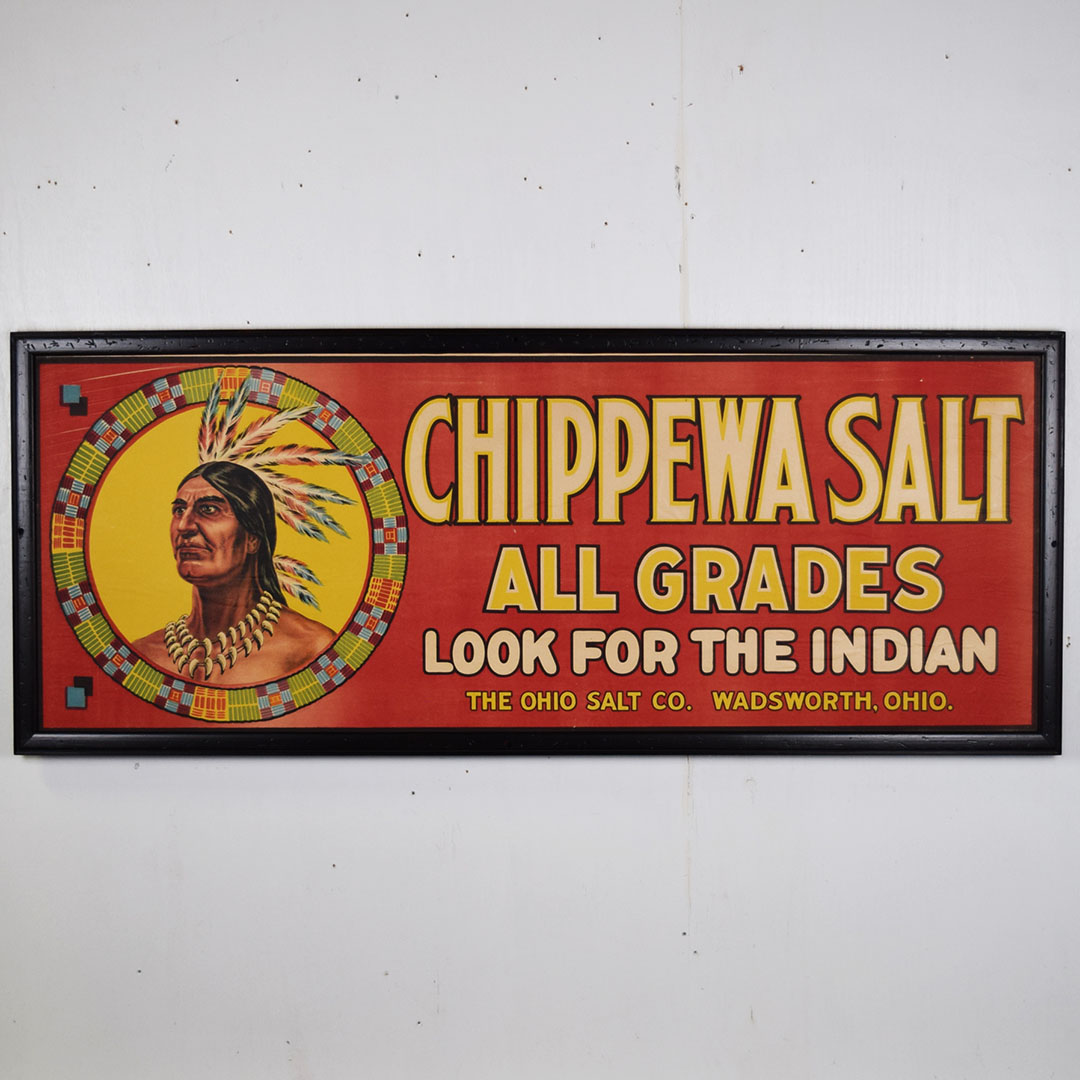 CHIPPEWA SALT
ALL GRADES
LOOK FOR THE INDIAN
THE OHIO SALT CO. WADSWORTH, OHIO.